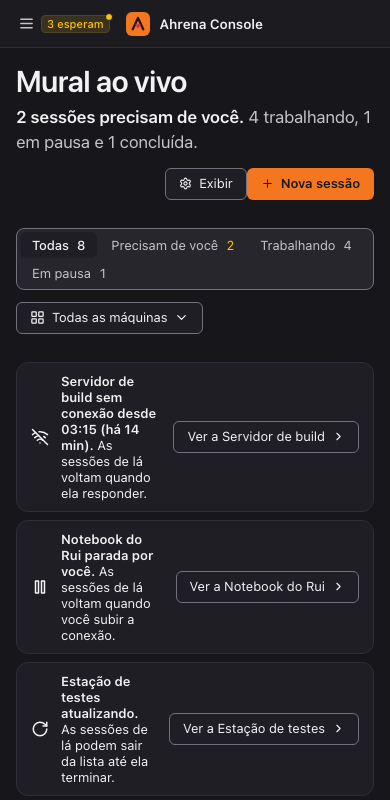 3 esperam
Ahrena Console
Mural ao vivo
2 sessões precisam de você. 4 trabalhando, 1
em pausa e 1 concluída.
Exibir
+ Nova sessão
Todas 8
Precisam de você 2
Trabalhando 4
Em pausa 1
Todas as máquinas
Servidor de
build sem
conexão desde
03:15 (há 14
min). As
sessões de lá
voltam quando
ela responder.
Ver a Servidor de build
Notebook do
Rui parada por
você. As
sessões de lá
voltam quando
você subir a
conexão.
Ver a Notebook do Rui
Estação de
testes
atualizando.
As sessões de
lá podem sair
da lista até ela
terminar.
Ver a Estação de testes